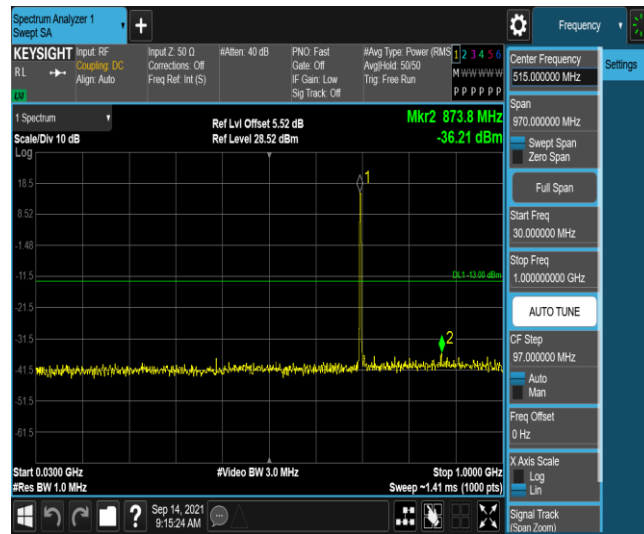 Spectrum Analyzer 1
Swept SA
Frequency
KEYSIGHT
RL
LXI
Input: RF
Coupling: DC
Align: Auto
Input Z: 50 Ω
Corrections: Off
Freq Ref: Int (S)
#Atten: 40 dB
PNO: Fast
Gate: Off
IF Gain: Low
Sig Track: Off
#Avg Type: Power (RMS
Avg|Hold: 50/50
Trig: Free Run
1 2 3 4 5 6
M W W W W W
P P P P P P
1 Spectrum
Scale/Div 10 dB
Log
Ref Lvl Offset 5.52 dB
Ref Level 28.52 dBm
Mkr2 873.8 MHz
-36.21 dBm
18.5
8.52
-1.48
-11.5
-21.5
-31.5
-41.5
-51.5
-61.5
1
DL1 -13.00 dBm
2
Start 0.0300 GHz
#Res BW 1.0 MHz
#Video BW 3.0 MHz
Stop 1.0000 GHz
Sweep ~1.41 ms (1000 pts)
Sep 14, 2021
9:15:24 AM
Center Frequency
515.000000 MHz
Settings
Span
970.000000 MHz
Swept Span
Zero Span
Full Span
Start Freq
30.000000 MHz
Stop Freq
1.000000000 GHz
AUTO TUNE
CF Step
97.000000 MHz
Auto
Man
Freq Offset
0 Hz
X Axis Scale
Log
Lin
Signal Track
(Span Zoom)